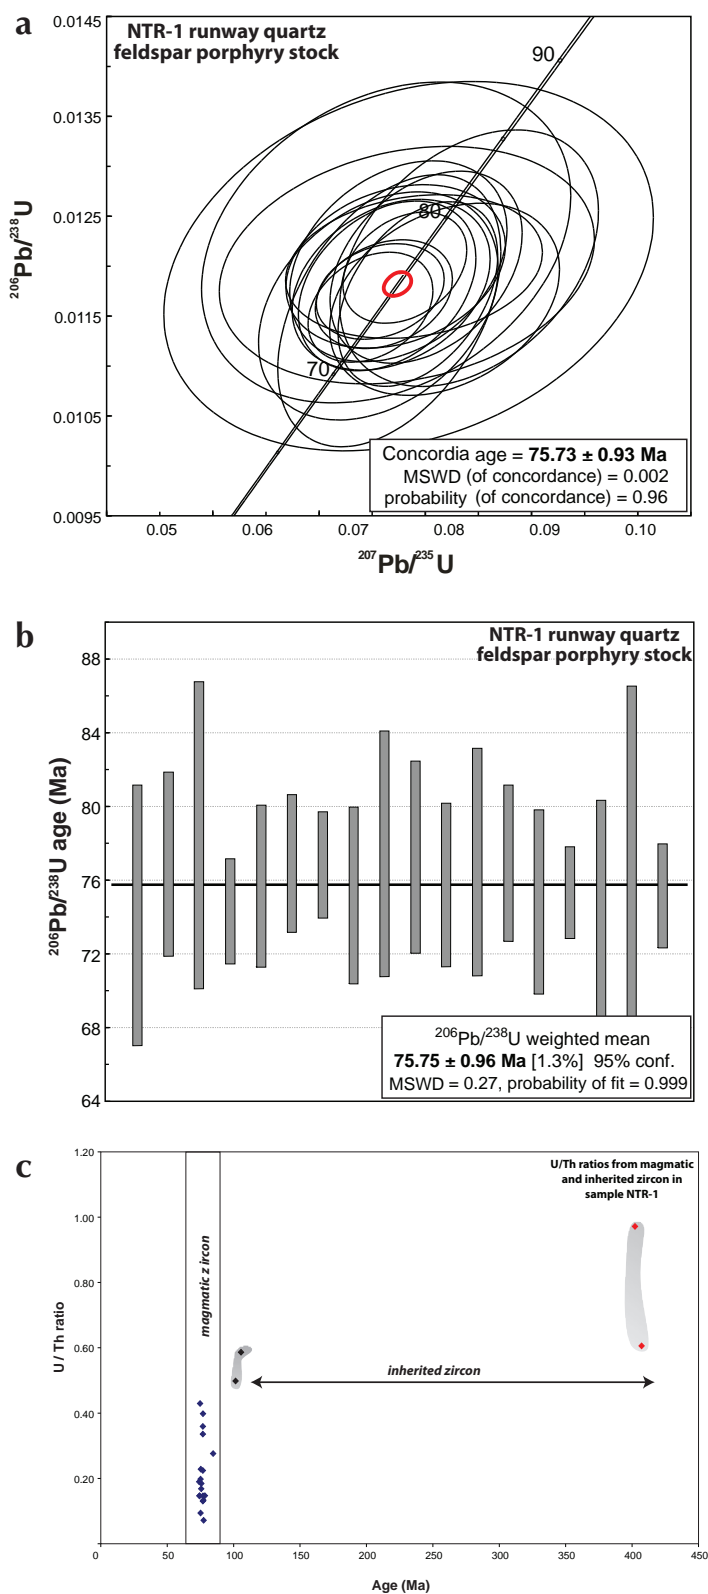 a
NTR-1 runway quartz
feldspar porphyry stock
0.0145
0.0135
0.0125
0.0115
0.0105
0.0095
206Pb/238U
90
80
70
Concordia age = 75.73 ± 0.93 Ma
MSWD (of concordance) = 0.002
probability (of concordance) = 0.96
0.05 0.06 0.07 0.08 0.09 0.10
207Pb/235U
b
NTR-1 runway quartz
feldspar porphyry stock
88
84
80
76
72
68
64
206Pb/238U age (Ma)
206Pb/238U weighted mean
75.75 ± 0.96 Ma [1.3%] 95% conf.
MSWD = 0.27, probability of fit = 0.999
c
U/Th ratios from magmatic
and inherited zircon in
sample NTR-1
1.20
1.00
0.80
0.60
0.40
0.20
U / Th ratio
magmatic z ircon
inherited zircon
0 50 100 150 200 250 300 350 400 450
Age (Ma)